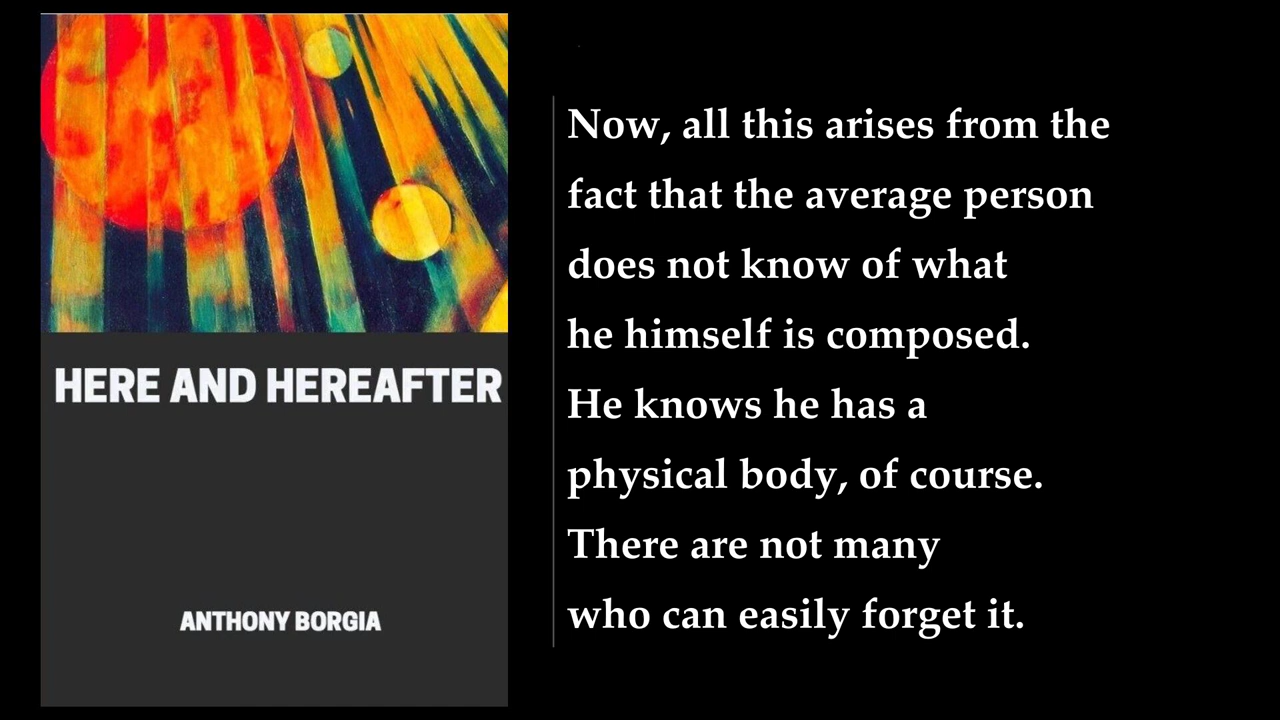 HERE AND HEREAFTER
ANTHONY BORGIA
Now, all this arises from the
fact that the average person
does not know of what
he himself is composed.
He knows he has a
physical body, of course.
There are not many
who can easily forget it.